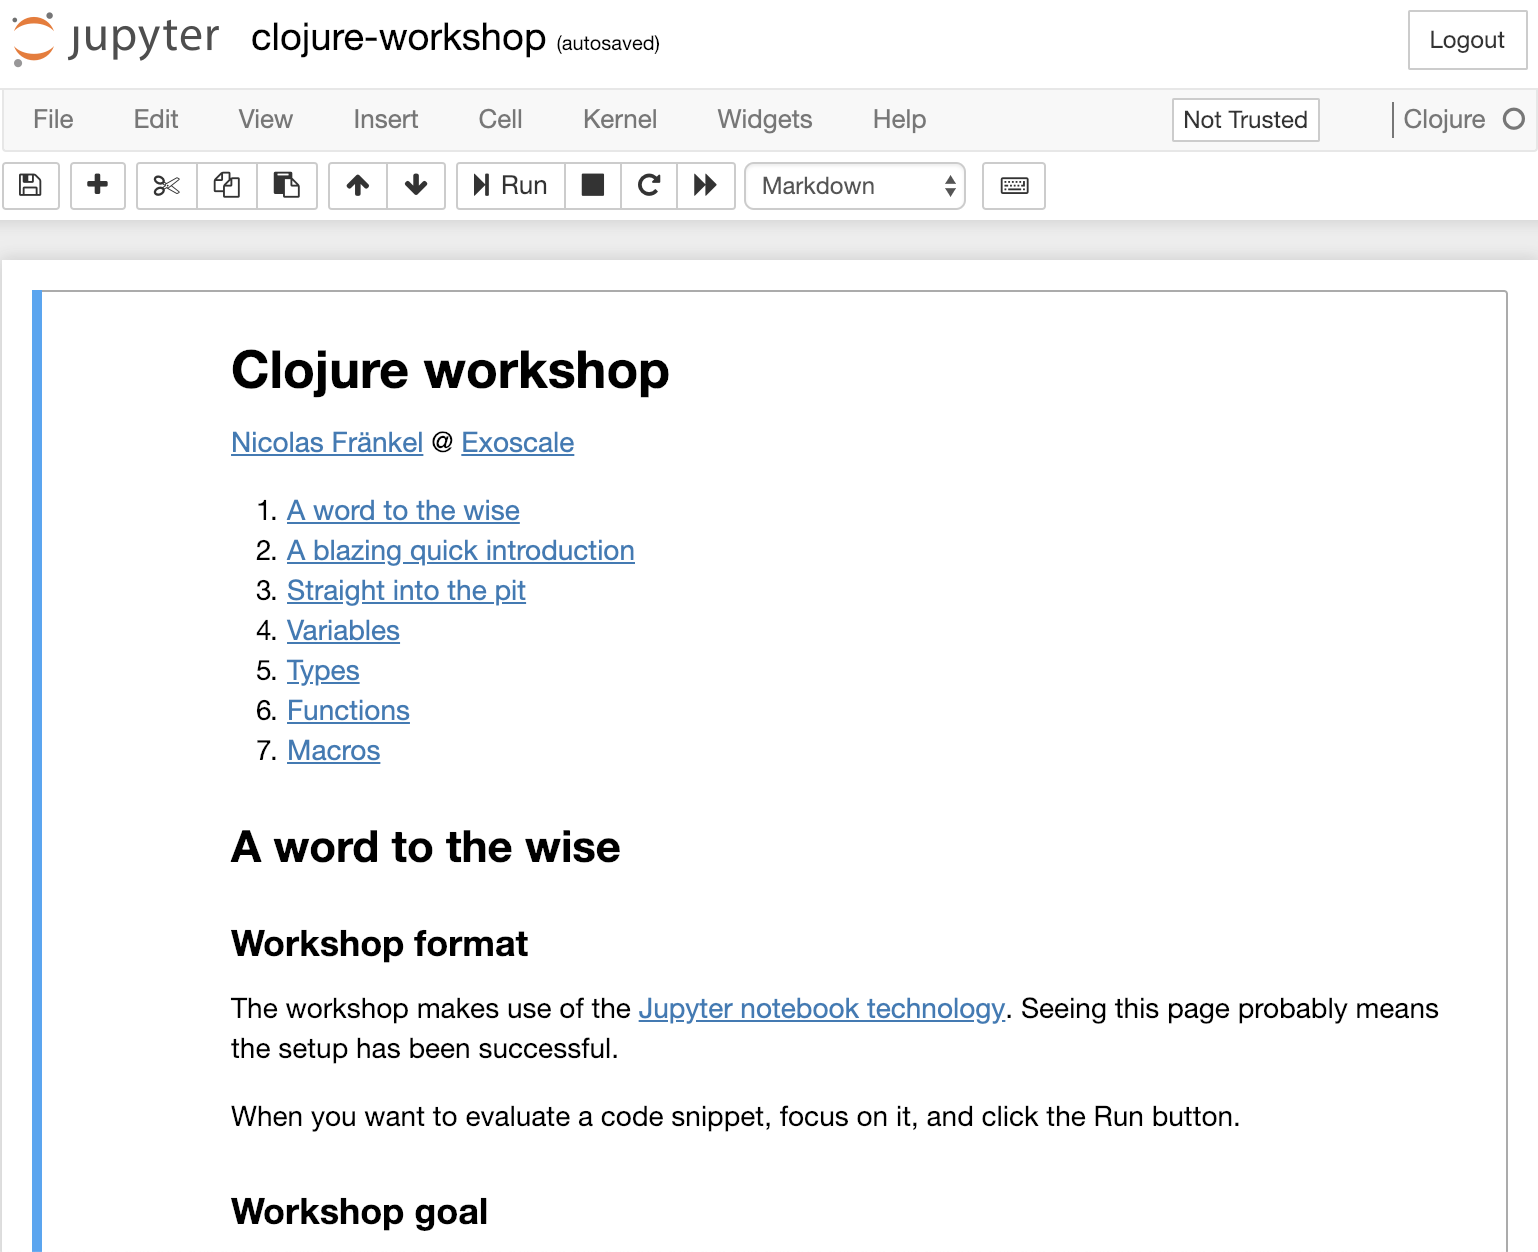 jupyter clojure-workshop (autosaved) Logout
File Edit View Insert Cell Kernel Widgets Help Not Trusted Clojure
Run Markdown
Clojure workshop
Nicolas Fränkel @ Exoscale
1. A word to the wise
2. A blazing quick introduction
3. Straight into the pit
4. Variables
5. Types
6. Functions
7. Macros
A word to the wise
Workshop format
The workshop makes use of the Jupyter notebook technology. Seeing this page probably means
the setup has been successful.
When you want to evaluate a code snippet, focus on it, and click the Run button.
Workshop goal